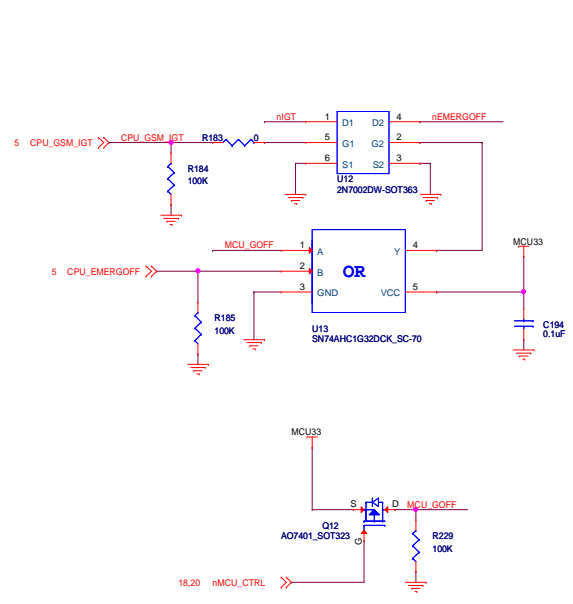 nIGT 1 D1 D2 4 nEMERGOFF
5 CPU_GSM_IGT CPU_GSM_IGT R183 0 5 G1 G2 2
6 S1 S2 3
R184
100K
U12
2N7002DW-SOT363
MCU_GOFF 1 A Y 4 MCU33
5 CPU_EMERGOFF 2 B OR
3 GND VCC 5
R185
100K
U13
SN74AHC1G32DCK_SC-70
C194
0.1uF
MCU33
S D MCU_GOFF
Q12
AO7401_SOT323
G
R229
100K
18,20 nMCU_CTRL